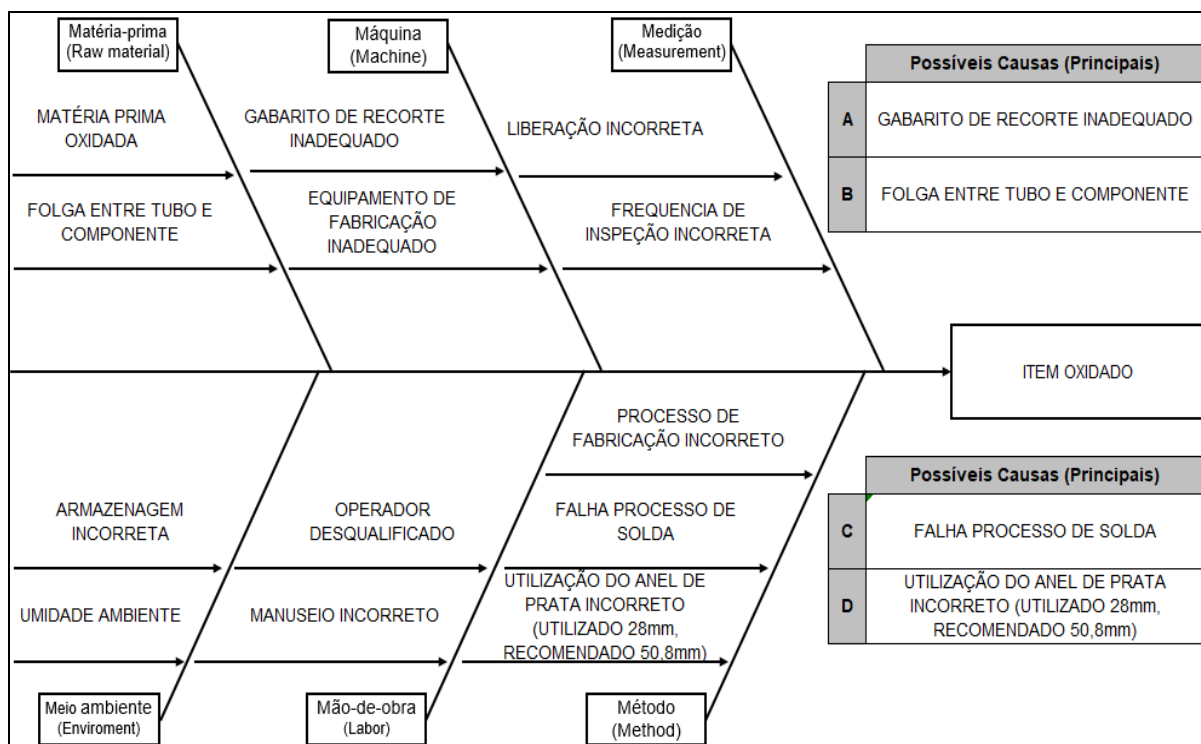 Matéria-prima
(Raw material)
Máquina
(Machine)
Medição
(Measurement)
Possíveis Causas (Principais)
MATÉRIA PRIMA
OXIDADA
GABARITO DE RECORTE
INADEQUADO
LIBERAÇÃO INCORRETA
A
GABARITO DE RECORTE INADEQUADO
FOLGA ENTRE TUBO E
COMPONENTE
EQUIPAMENTO DE
FABRICAÇÃO
INADEQUADO
FREQUENCIA DE
INSPEÇÃO INCORRETA
B
FOLGA ENTRE TUBO E COMPONENTE
ITEM OXIDADO
PROCESSO DE
FABRICAÇÃO INCORRETO
Possíveis Causas (Principais)
ARMAZENAGEM
INCORRETA
OPERADOR
DESQUALIFICADO
FALHA PROCESSO DE
SOLDA
C
FALHA PROCESSO DE SOLDA
UMIDADE AMBIENTE
MANUSEIO INCORRETO
UTILIZAÇÃO DO ANEL DE
PRATA INCORRETO
(UTILIZADO 28mm,
RECOMENDADO 50,8mm)
D
UTILIZAÇÃO DO ANEL DE PRATA
INCORRETO (UTILIZADO 28mm,
RECOMENDADO 50,8mm)
Meio ambiente
(Enviroment)
Mão-de-obra
(Labor)
Método
(Method)